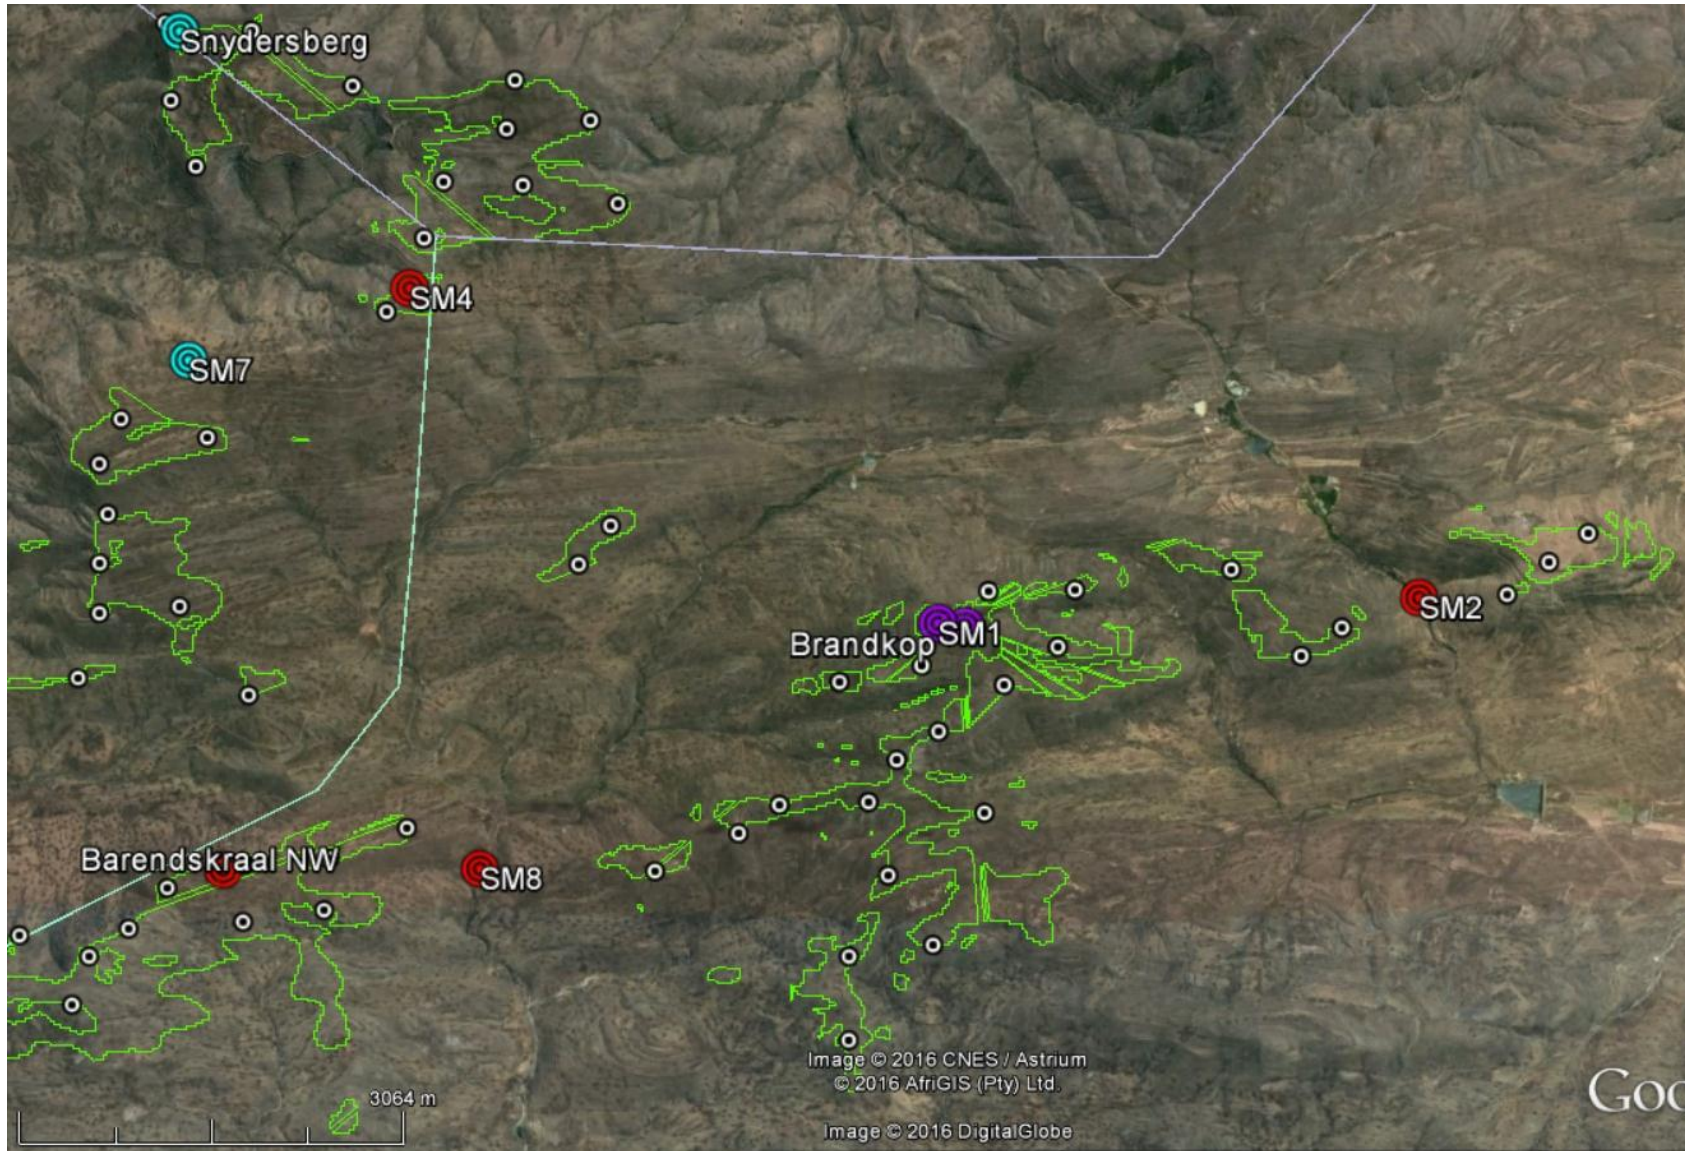 Snydersberg
SM4
SM7
SM2
SM1
Brandkop
Barendskraal NW
SM8
Image © 2016 CNES / Astrium
© 2016 AfriGIS (Pty) Ltd.
Goo
3064 m
Image © 2016 DigitalGlobe